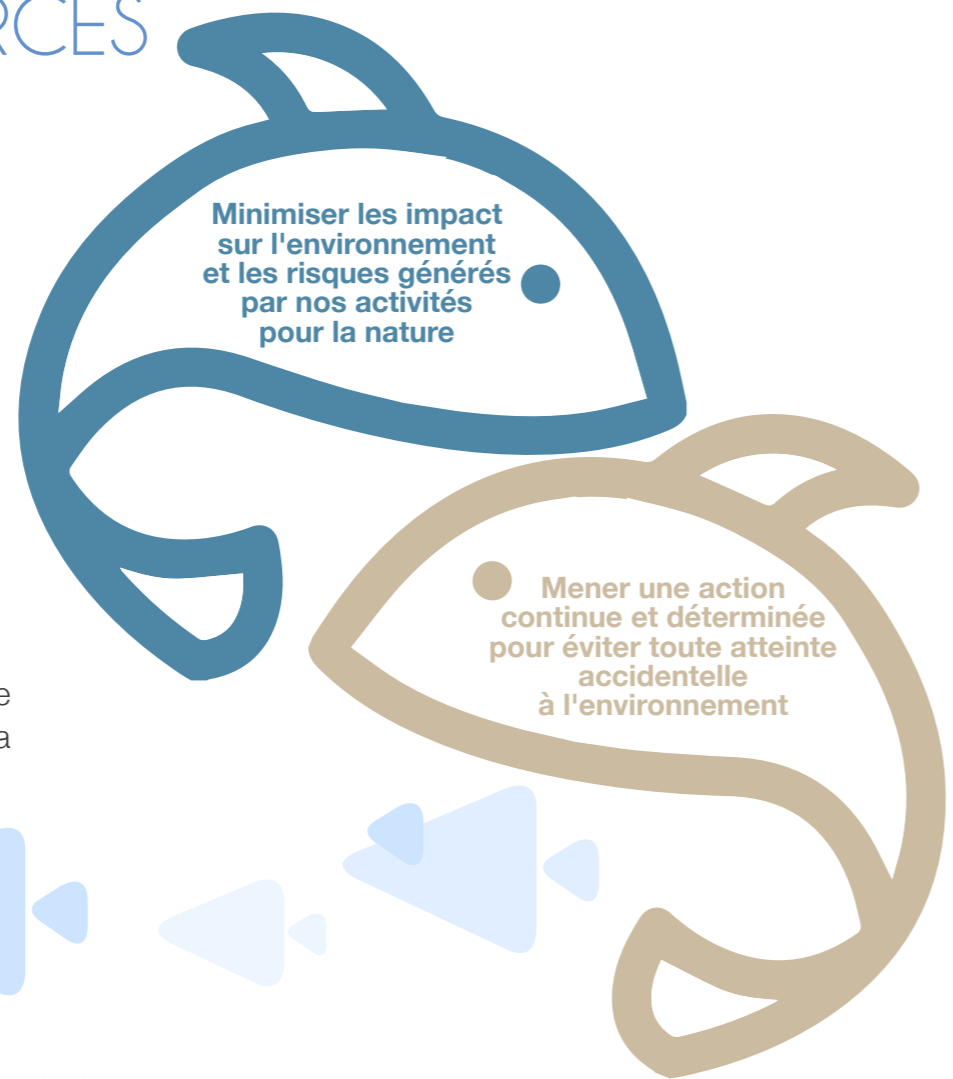 RCES
Minimiser les impact
sur l'environnement
et les risques générés
par nos activités
pour la nature
Mener une action
continue et déterminée
pour éviter toute atteinte
accidentelle
à l'environnement
e
a